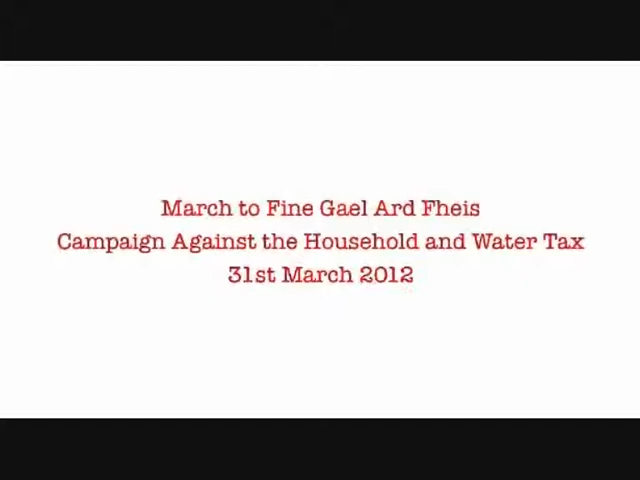 March to Fine Gael Ard Fheis
Campaign Against the Household and Water Tax
31st March 2012